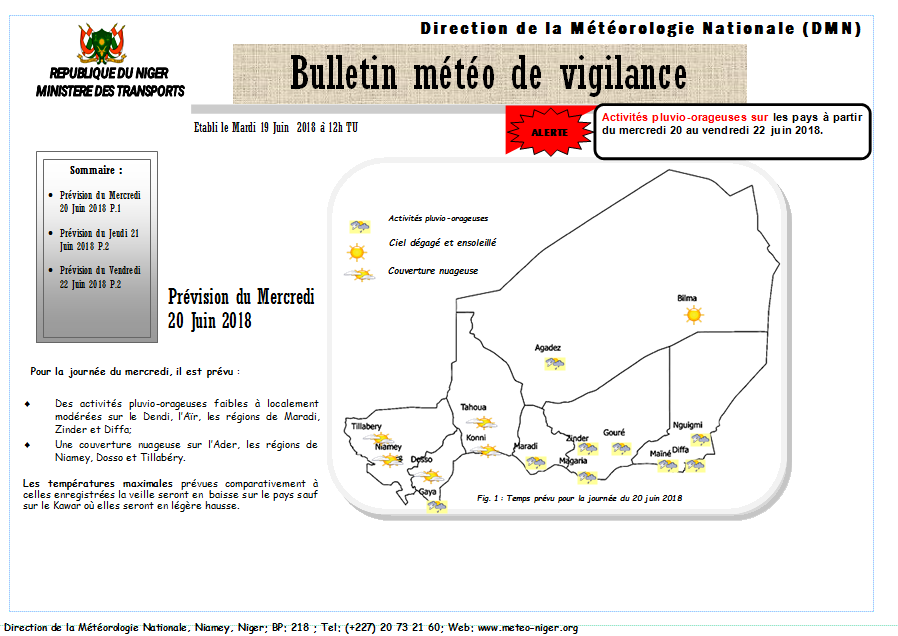 Direction de la Météorologie Nationale (DMN)
REPUBLIQUE DU NIGER
MINISTERE DES TRANSPORTS
Bulletin météo de vigilance
Etabli le Mardi 19 Juin 2018 à 12h TU
ALERTE
Activités pluvio-orageuses sur les pays à partir
du mercredi 20 au vendredi 22 juin 2018.
Sommaire :
• Prévision du Mercredi
20 Juin 2018 P.1
• Prévision du Jeudi 21
Juin 2018 P.2
• Prévision du Vendredi
22 Juin 2018 P.2
Prévision du Mercredi
20 Juin 2018
Pour la journée du mercredi, il est prévu :
♦ Des activités pluvio-orageuses faibles à localement
modérées sur le Dendi, l’Aïr, les régions de Maradi,
Zinder et Diffa;
♦ Une couverture nuageuse sur l’Ader, les régions de
Niamey, Dosso et Tillabéry.
Les températures maximales prévues comparativement à
celles enregistrées la veille seront en baisse sur le pays sauf
sur le Kawar où elles seront en légère hausse.
Activités pluvio-orageuses
Ciel dégagé et ensoleillé
Couverture nuageuse
Bilma
Agadez
Tahoua
Tillabery
Konni
Niamey
Dosso
Gaya
Maradi
Zinder
Magaria
Gouré
Nguigmi
Maïné
Diffa
Fig. 1 : Temps prévu pour la journée du 20 juin 2018
Direction de la Météorologie Nationale, Niamey, Niger; BP: 218 ; Tel: (+227) 20 73 21 60; Web: www.meteo-niger.org